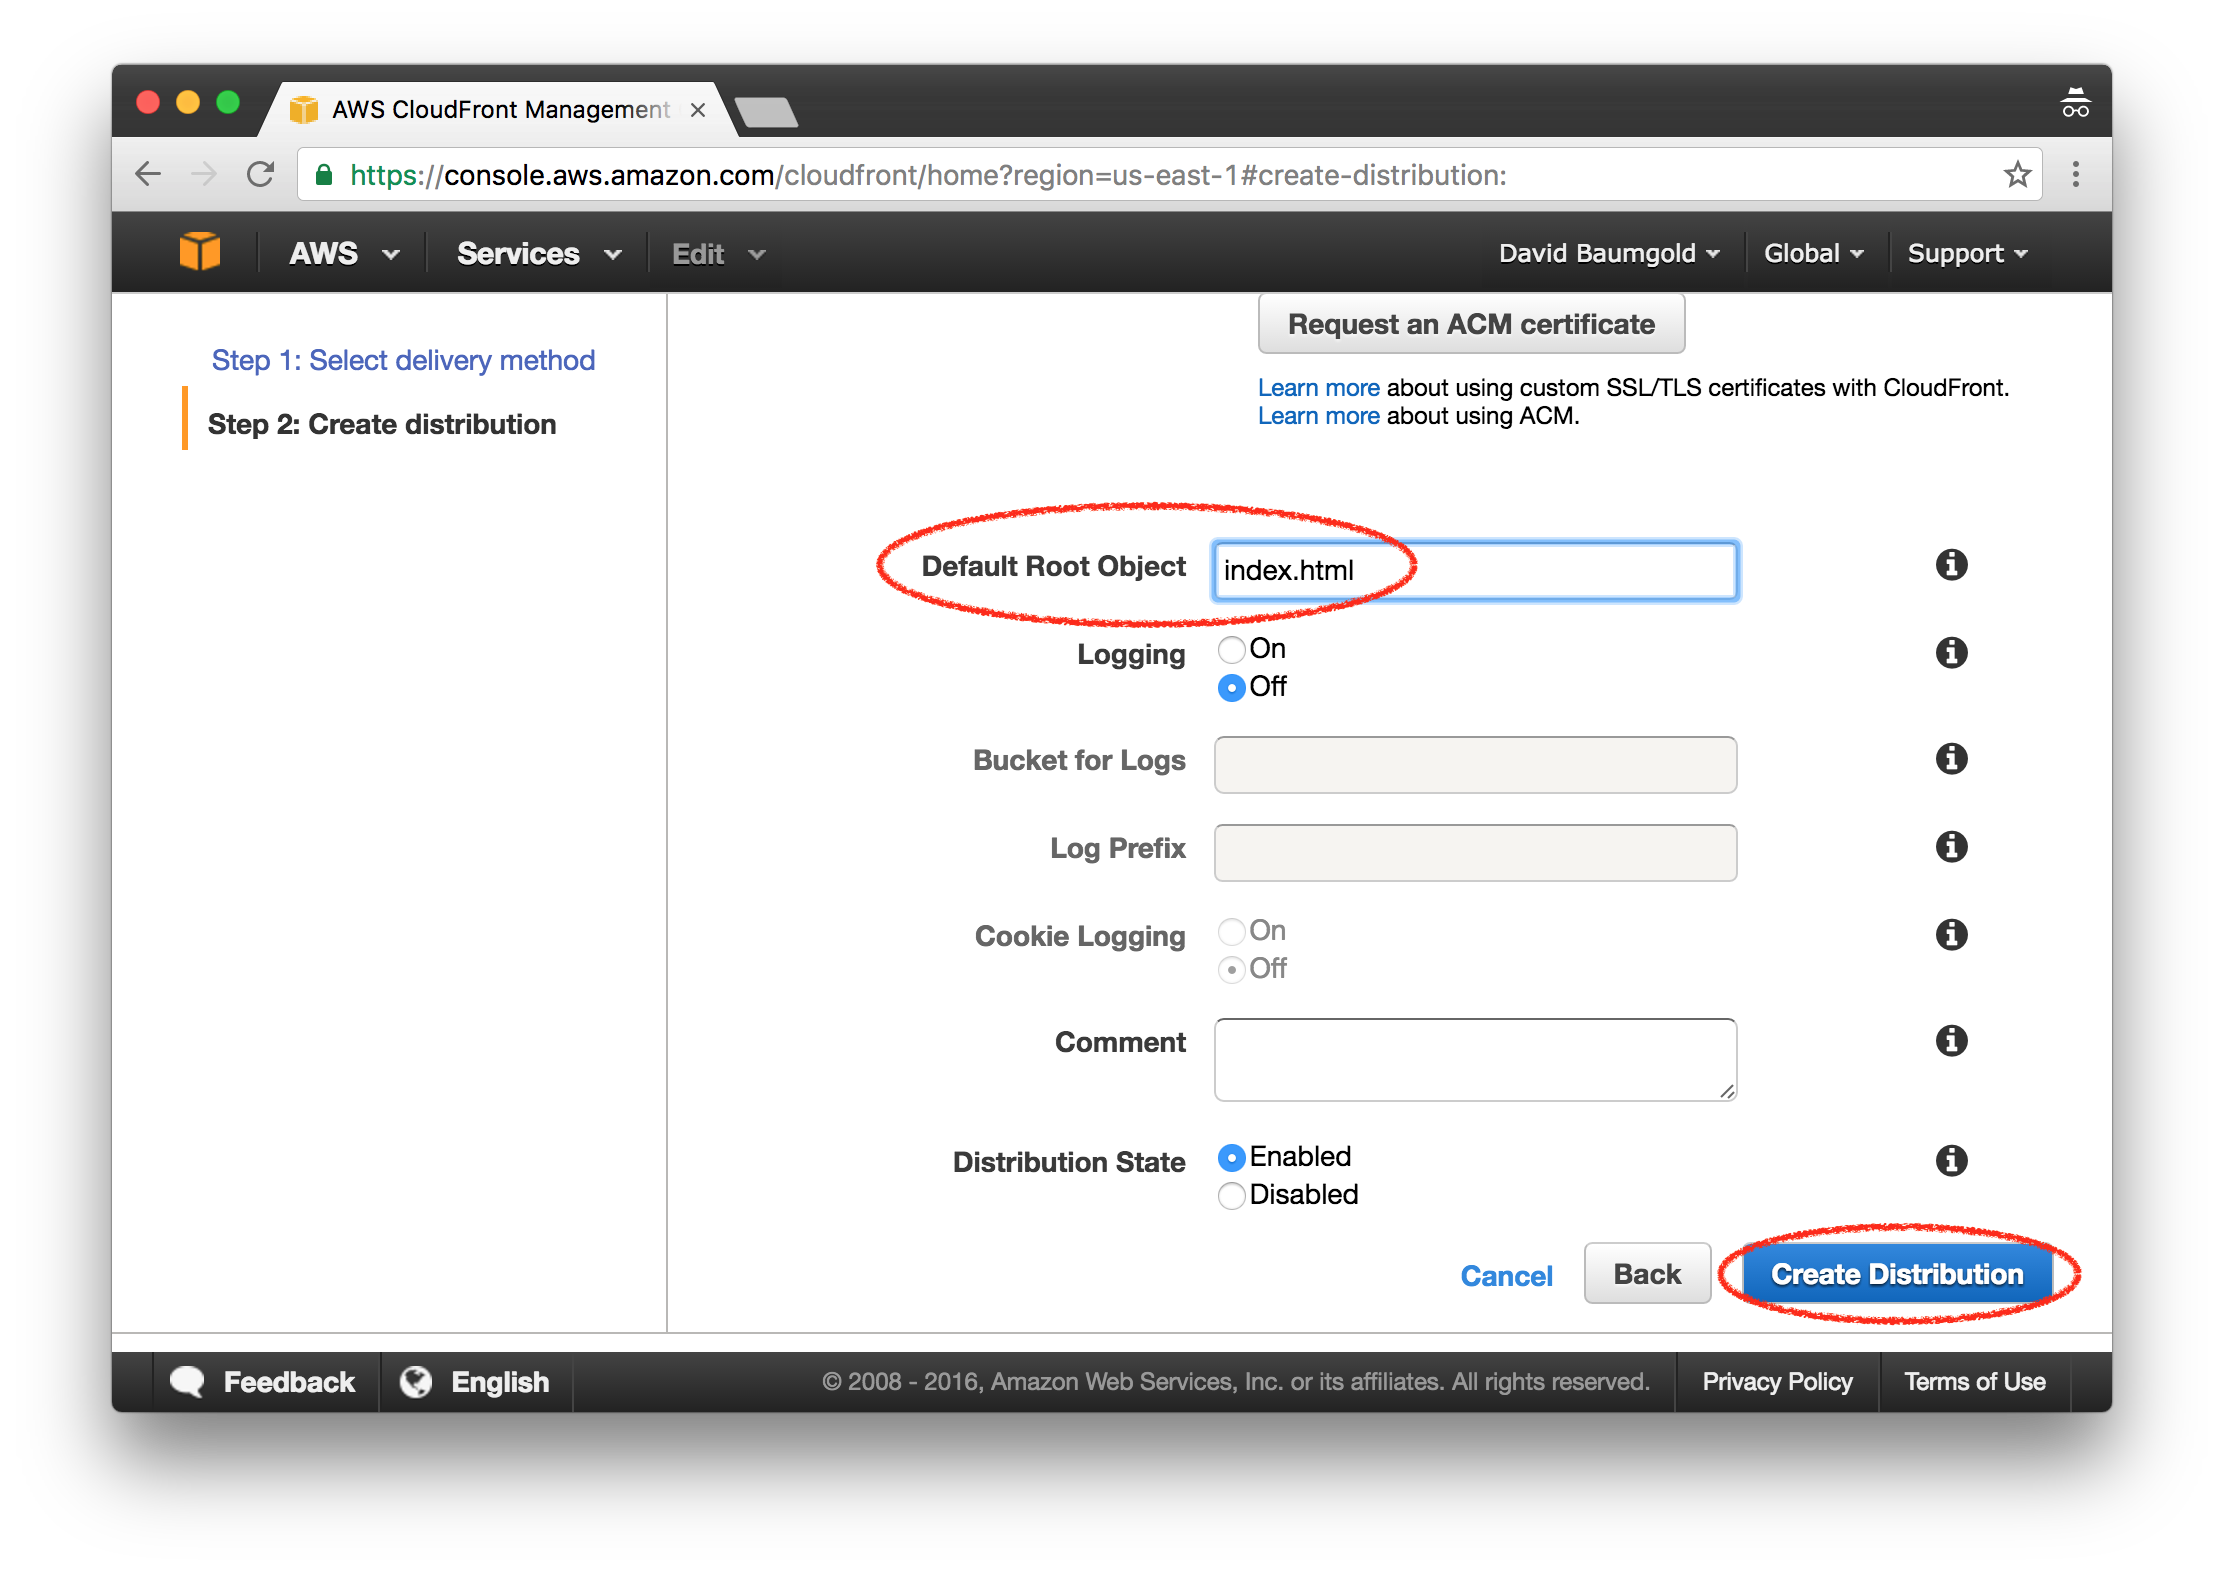 AWS CloudFront Management
https://console.aws.amazon.com/cloudfront/home?region=us-east-1#create-distribution:
AWS Services Edit David Baumgold Global Support
Step 1: Select delivery method
Step 2: Create distribution
Request an ACM certificate
Learn more about using custom SSL/TLS certificates with CloudFront.
Learn more about using ACM.
Default Root Object index.html
Logging On
Off
Bucket for Logs
Log Prefix
Cookie Logging On
Off
Comment
Distribution State Enabled
Disabled
Cancel Back Create Distribution
Feedback English © 2008 - 2016, Amazon Web Services, Inc. or its affiliates. All rights reserved. Privacy Policy Terms of Use